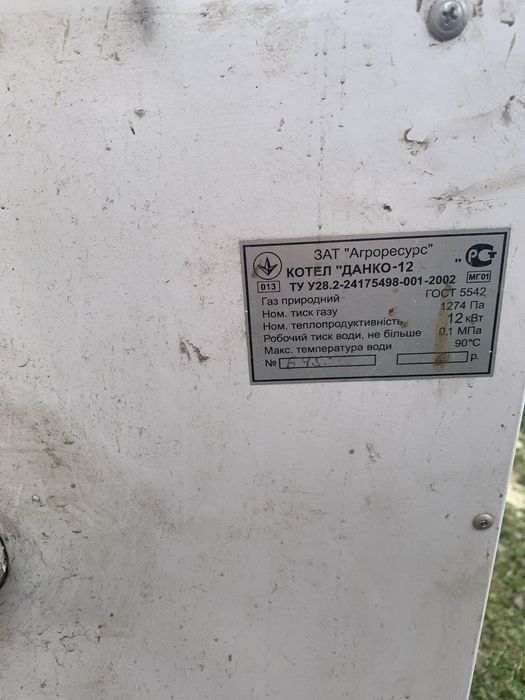 ЗАТ "Агроресурс"
КОТЕЛ "ДАНКО-12 "
013 ТУ У28.2-24175498-001-2002 МГ01
Газ природний ГОСТ 5542
Ном. тиск газу 1274 Па
Ном. теплопродуктивність 12 кВт
Робочий тиск води, не більше 0,1 МПа
Макс. температура води 90°С
№ р.